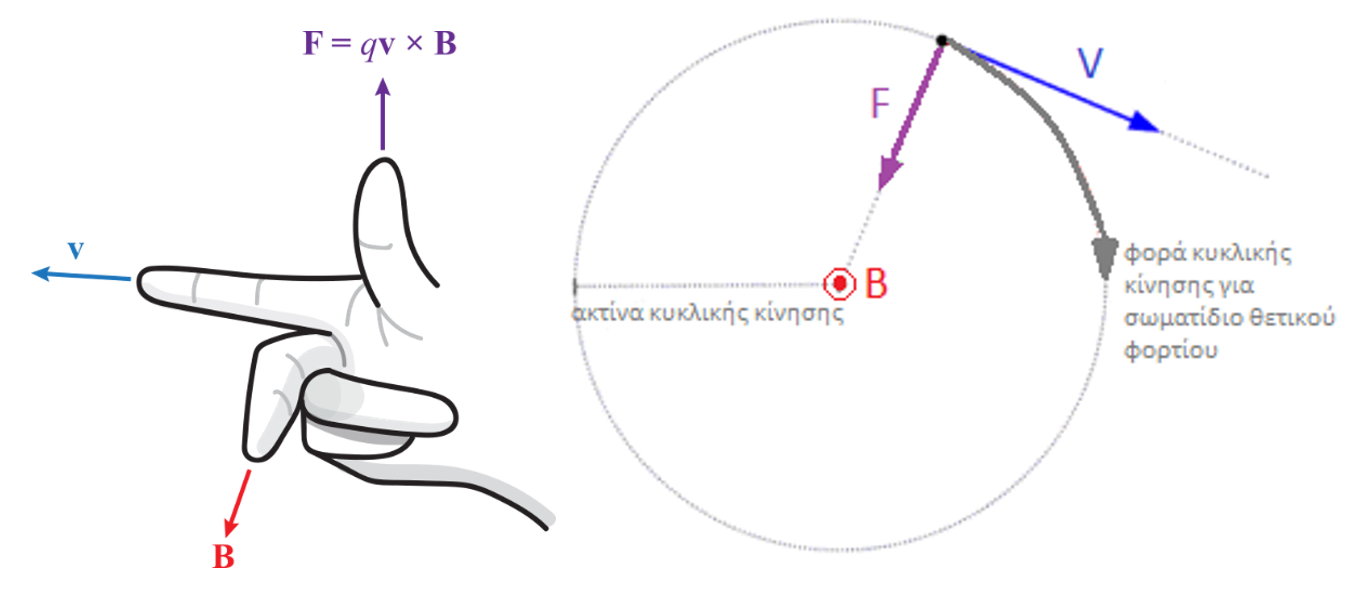 F = qv × B
v
B
V
F
B
ακτίνα κυκλικής κίνησης
φορά κυκλικής
κίνησης για
σωματίδιο θετικού
φορτίου